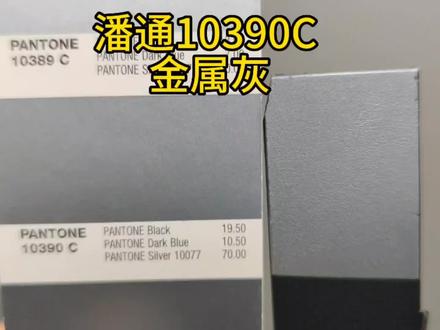 潘通10390C
金属灰
PANTONE
10389 C
PANTONE
10390 C
PANTONE Black 19.50
PANTONE Dark Blue 10.50
PANTONE Silver 10077 70.00